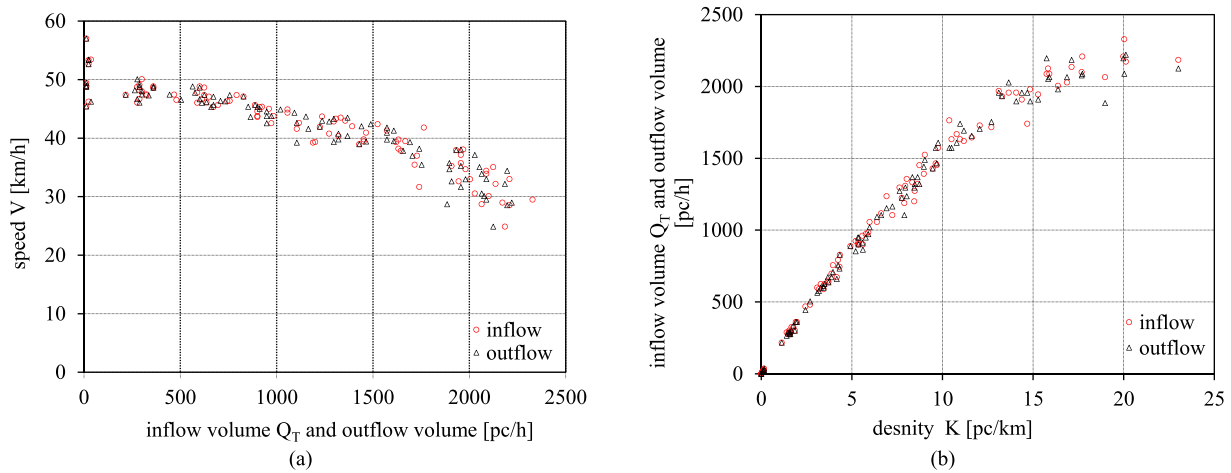 60
50
40
30
20
10
0
speed V [km/h]
0
500
1000
1500
2000
2500
inflow
outflow
inflow volume Q_T and outflow volume [pc/h]
(a)
2500
2000
1500
1000
500
0
inflow volume Q_T and outflow volume
[pc/h]
0
5
10
15
20
25
inflow
outflow
desnity K [pc/km]
(b)